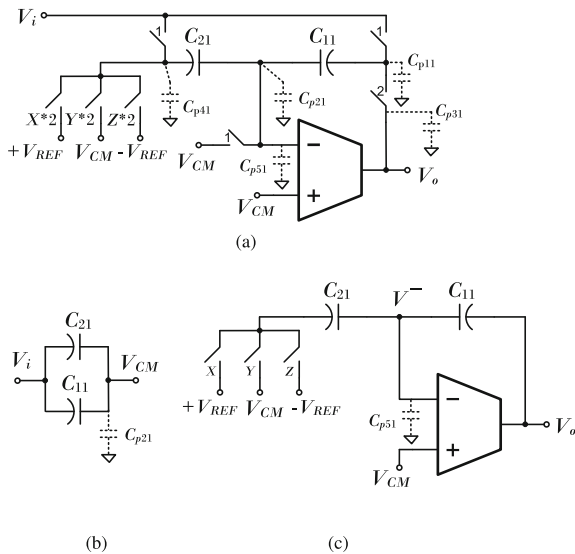 V_i
1
C_21
C_11
1
C_p11
2
C_p41
C_p21
C_p31
X*2 Y*2 Z*2
+V_REF V_CM -V_REF
V_CM
1
C_p51
−
+
V_CM
V_o
(a)
C_21
V_i
V_CM
C_11
C_p21
(b)
C_21
V^−
C_11
X Y Z
+V_REF V_CM -V_REF
C_p51
−
+
V_CM
V_o
(c)